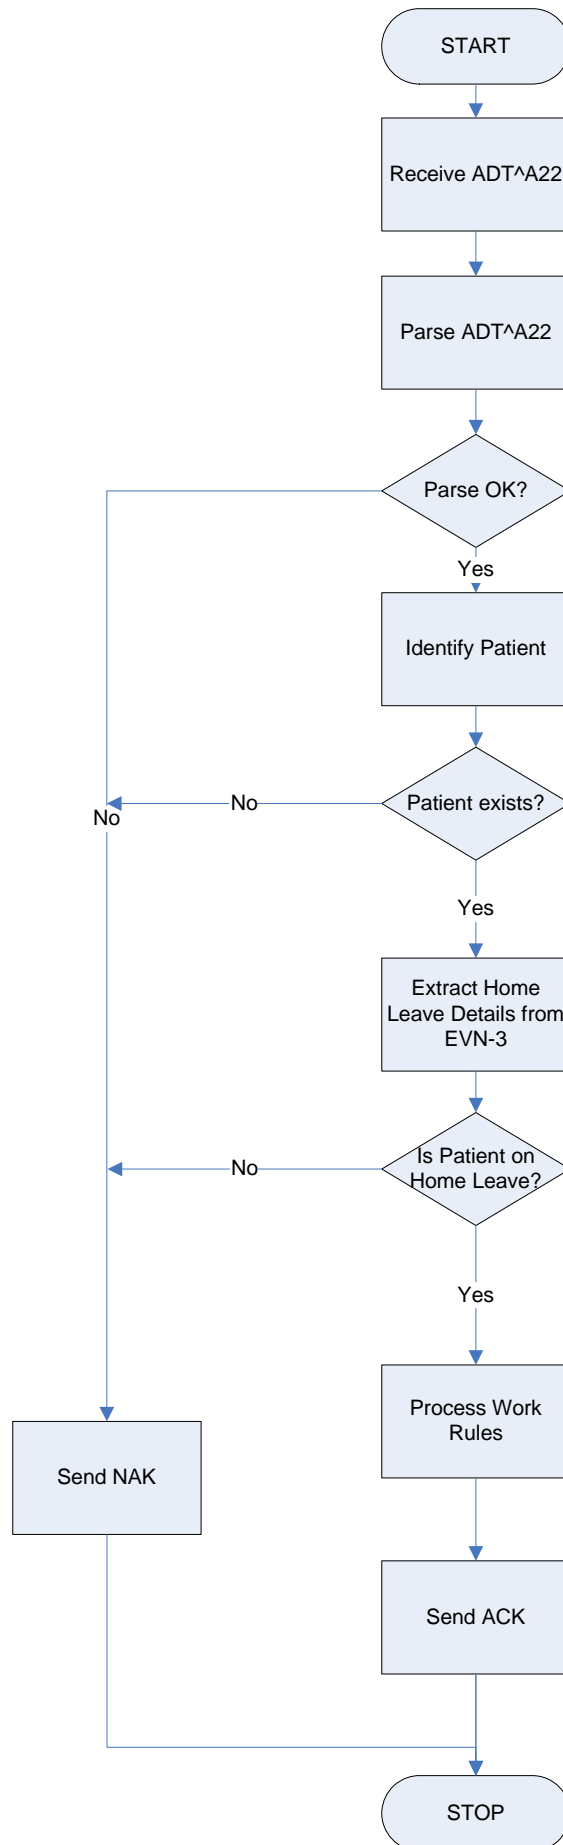 START
Receive ADT^A22
Parse ADT^A22
Parse OK?
Yes
Identify Patient
Patient exists?
No
No
Yes
Extract Home
Leave Details from
EVN-3
Is Patient on
Home Leave?
No
Yes
Process Work
Rules
Send NAK
Send ACK
STOP